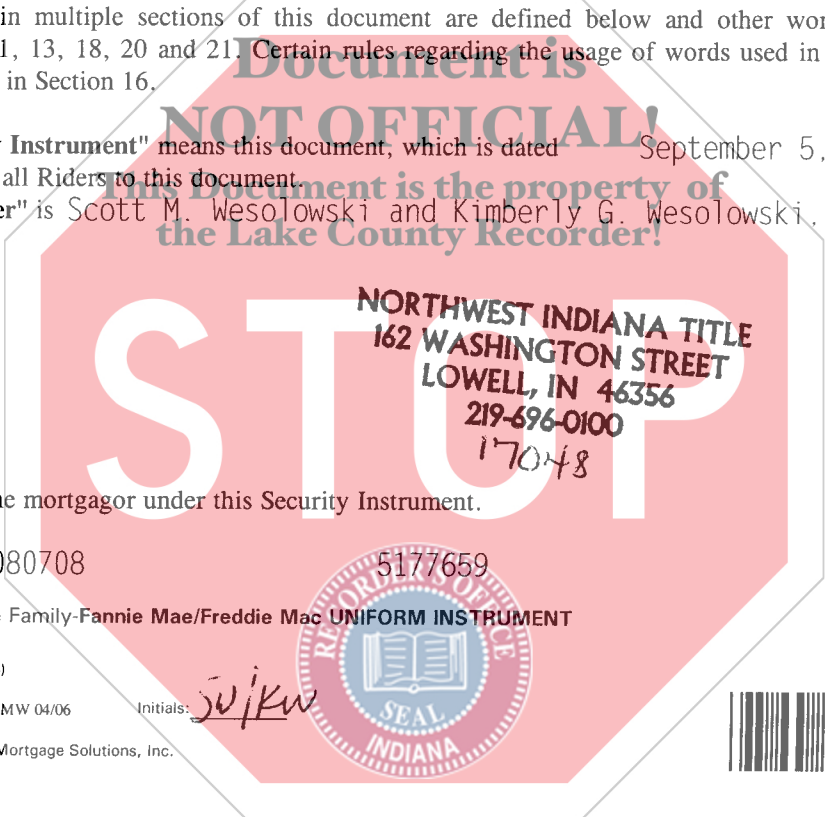 in multiple sections of this document are defined below and other wor
1, 13, 18, 20 and 21. Certain rules regarding the usage of words used in
in Section 16.
Document is
NOT OFFICIAL!
This Document is the property of
the Lake County Recorder!
Instrument" means this document, which is dated September 5,
all Riders to this document.
er" is Scott M. Wesolowski and Kimberly G. Wesolowski.
STOP
NORTHWEST INDIANA TITLE
162 WASHINGTON STREET
LOWELL, IN 46356
219-696-0100
17048
e mortgagor under this Security Instrument.
080708 5177659
Family-Fannie Mae/Freddie Mac UNIFORM INSTRUMENT
MW 04/06 Initials: SW/KW
Mortgage Solutions, Inc.
RECORDER'S OFFICE
SEAL
INDIANA